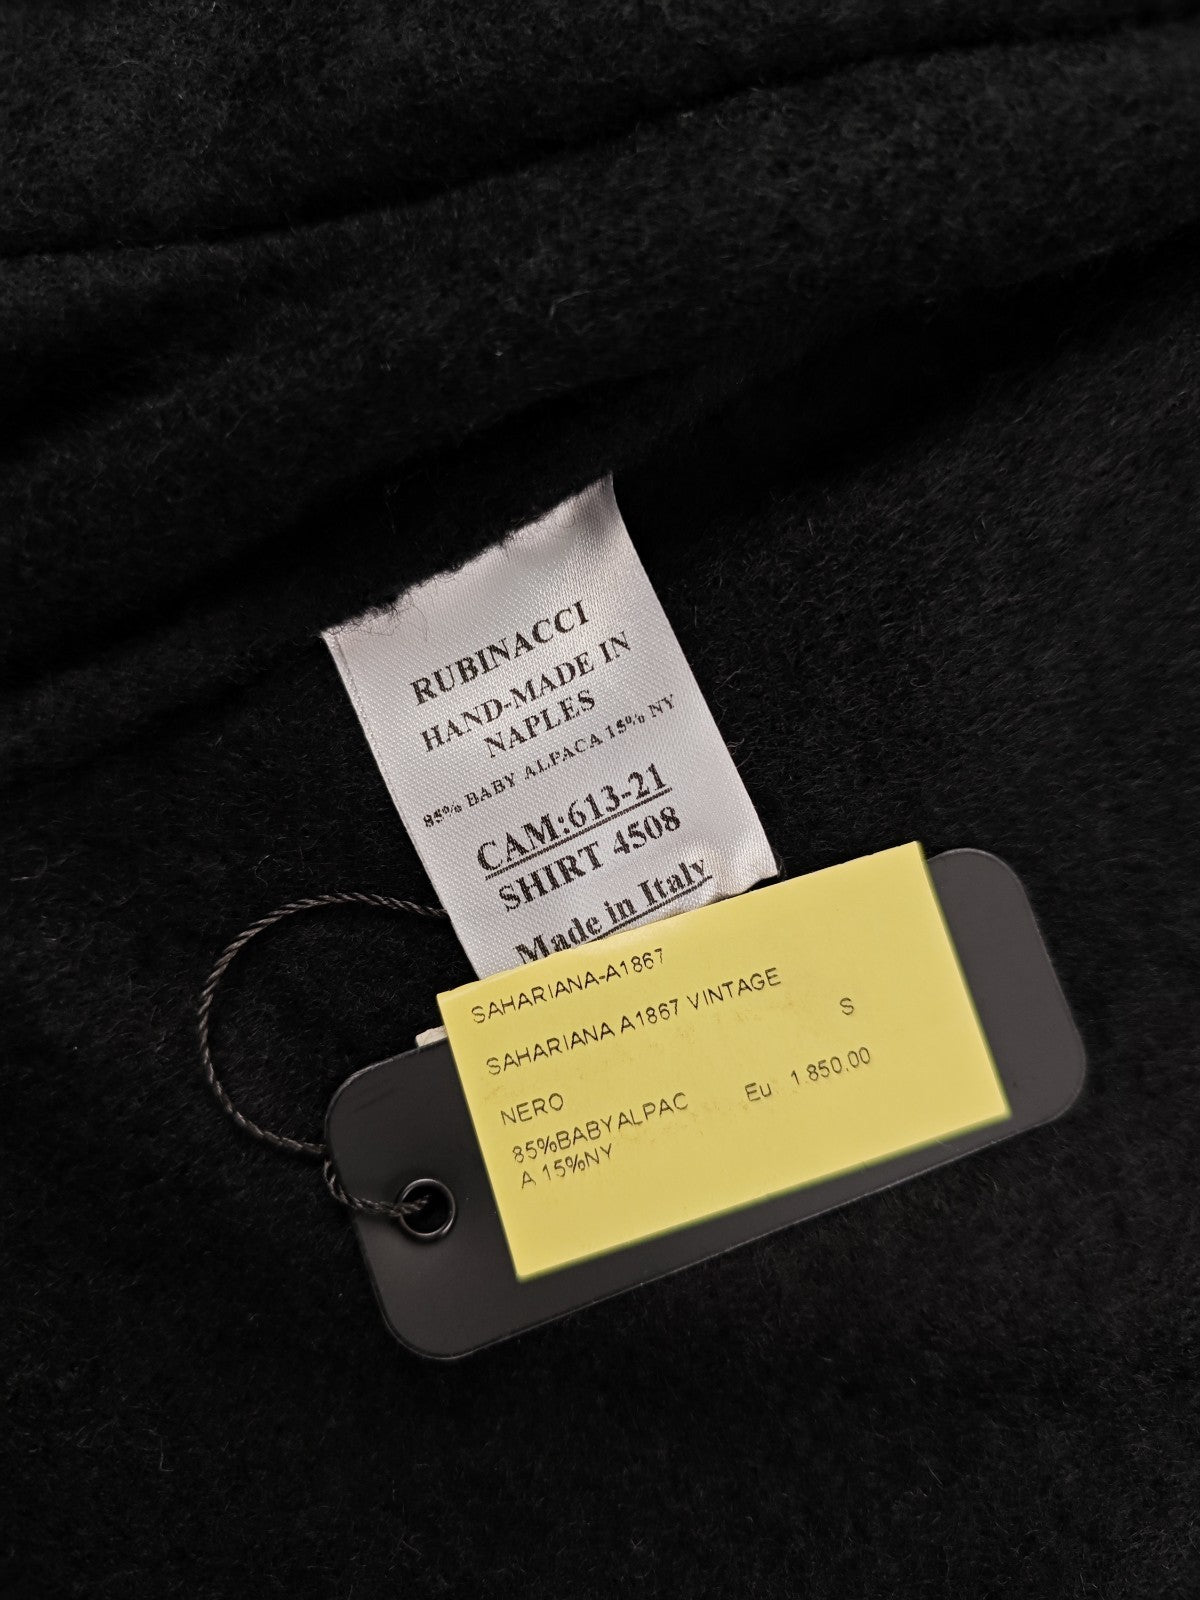 RUBINACCI
HAND-MADE IN
NAPLES
85% BABY ALPACA 15% NY
CAM:613-21
SHIRT 4508
Made in Italy
SAHARIANA-A1867
SAHARIANA A1867 VINTAGE
S
NERO
Eu 1.850,00
85%BABYALPAC
A 15%NY